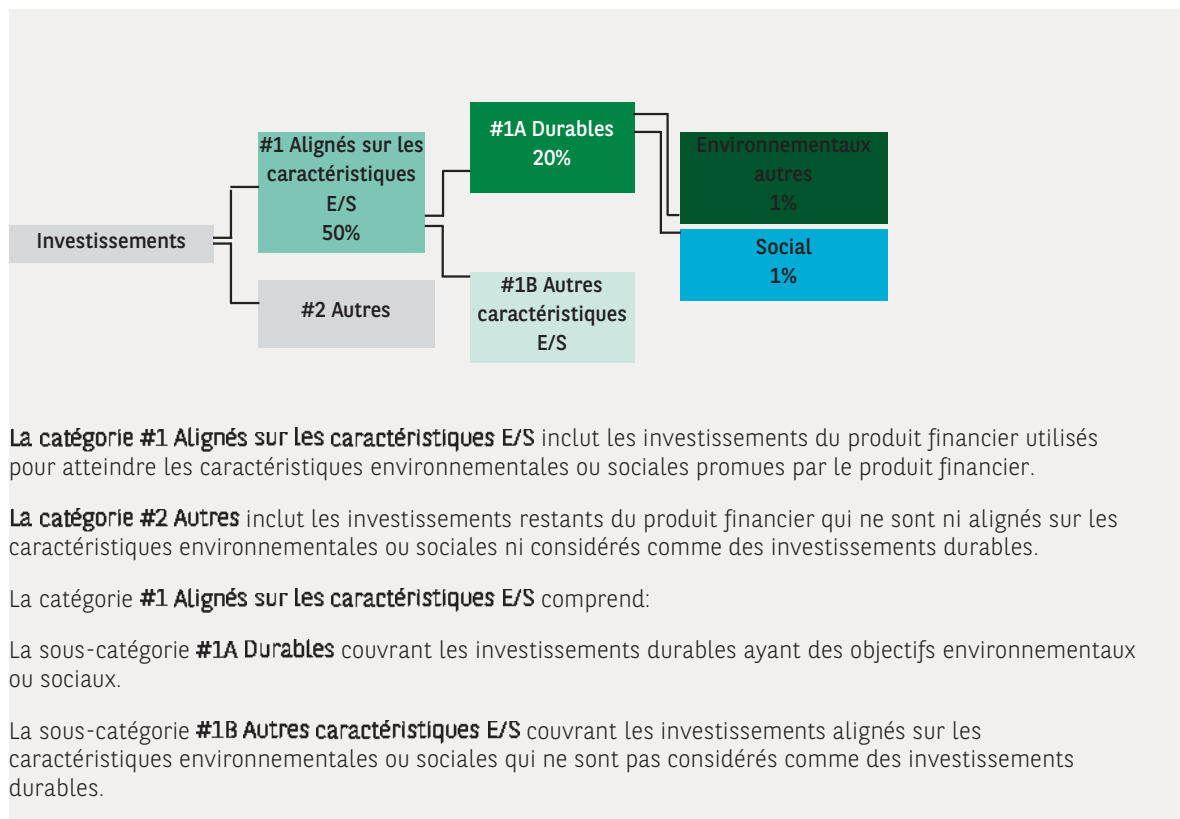 #1A Durables
20%
#1 Alignés sur les
caractéristiques
E/S
50%
Environnementaux
autres
1%
Investissements
Social
1%
#2 Autres
#1B Autres
caractéristiques
E/S
La catégorie #1 Alignés sur les caractéristiques E/S inclut les investissements du produit financier utilisés
pour atteindre les caractéristiques environnementales ou sociales promues par le produit financier.
La catégorie #2 Autres inclut les investissements restants du produit financier qui ne sont ni alignés sur les
caractéristiques environnementales ou sociales ni considérés comme des investissements durables.
La catégorie #1 Alignés sur les caractéristiques E/S comprend:
La sous-catégorie #1A Durables couvrant les investissements durables ayant des objectifs environnementaux
ou sociaux.
La sous-catégorie #1B Autres caractéristiques E/S couvrant les investissements alignés sur les
caractéristiques environnementales ou sociales qui ne sont pas considérés comme des investissements
durables.